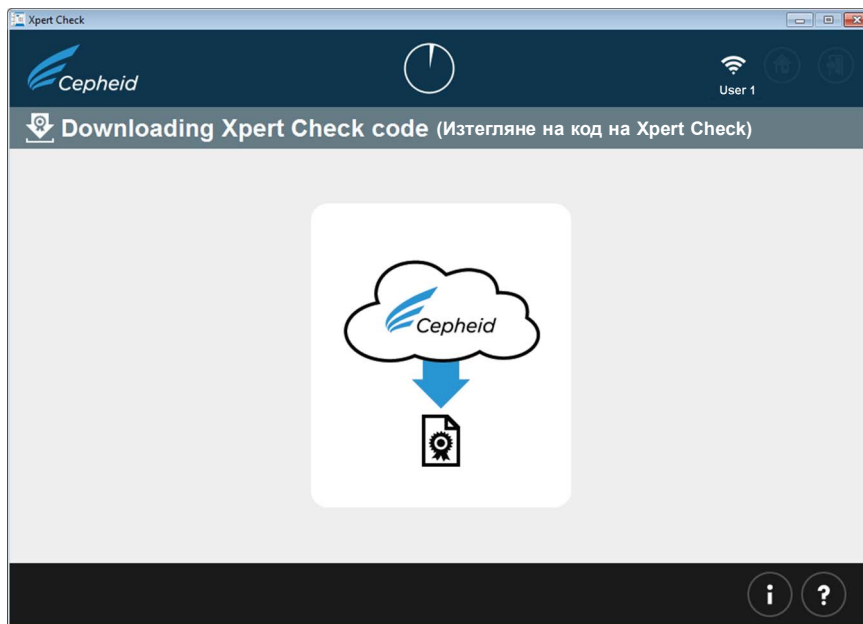 Xpert Check
Cepheid
User 1
Downloading Xpert Check code (Изтегляне на код на Xpert Check)
Cepheid
i ?